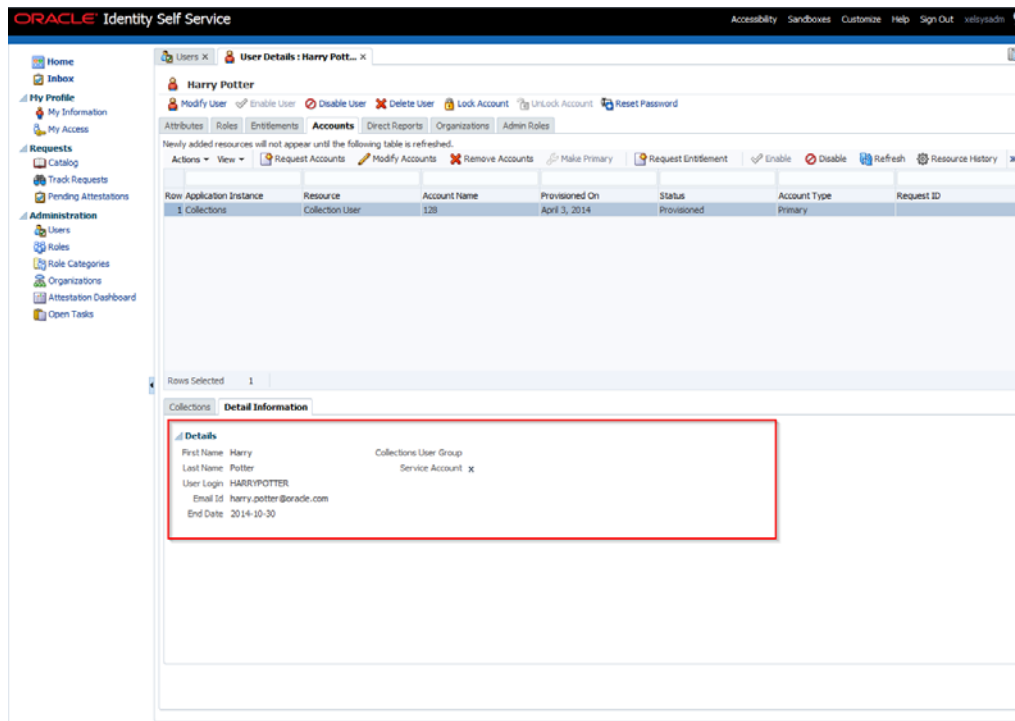 ORACLE® Identity Self Service
Accessibility Sandboxes Customize Help Sign Out xelsysadm
Users × User Details : Harry Pott... ×
Home
Inbox
My Profile
My Information
My Access
Requests
Catalog
Track Requests
Pending Attestations
Administration
Users
Roles
Role Categories
Organizations
Attestation Dashboard
Open Tasks
Harry Potter
Modify User Enable User Disable User Delete User Lock Account UnLock Account Reset Password
Attributes Roles Entitlements Accounts Direct Reports Organizations Admin Roles
Newly added resources will not appear until the following table is refreshed.
Actions View Request Accounts Modify Accounts Remove Accounts Make Primary Request Entitlement Enable Disable Refresh Resource History »
Row Application Instance Resource Account Name Provisioned On Status Account Type Request ID
1 Collections Collection User 128 April 3, 2014 Provisioned Primary
Rows Selected 1
Collections Detail Information
Details
First Name Harry Collections User Group
Last Name Potter Service Account x
User Login HARRYPOTTER
Email Id harry.potter@oracle.com
End Date 2014-10-30